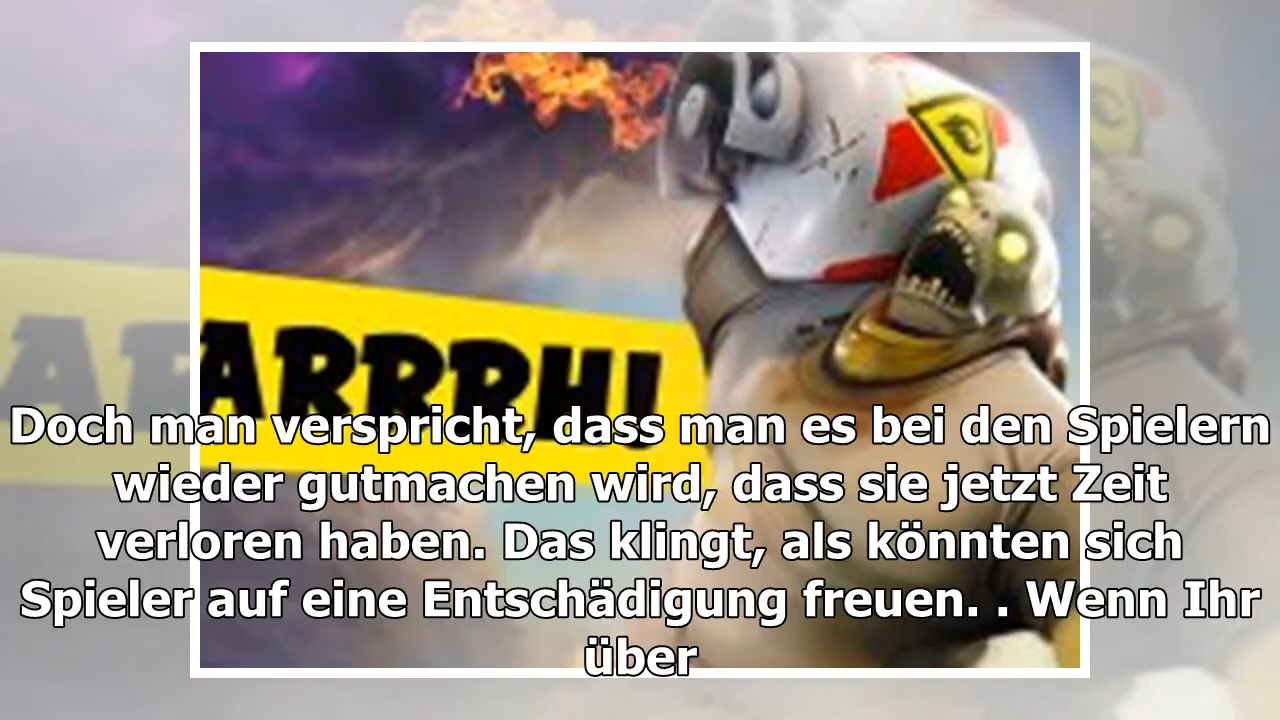 ARRRH!
Doch man verspricht, dass man es bei den Spielern
wieder gutmachen wird, dass sie jetzt Zeit
verloren haben. Das klingt, als könnten sich
Spieler auf eine Entschädigung freuen. . Wenn Ihr
über